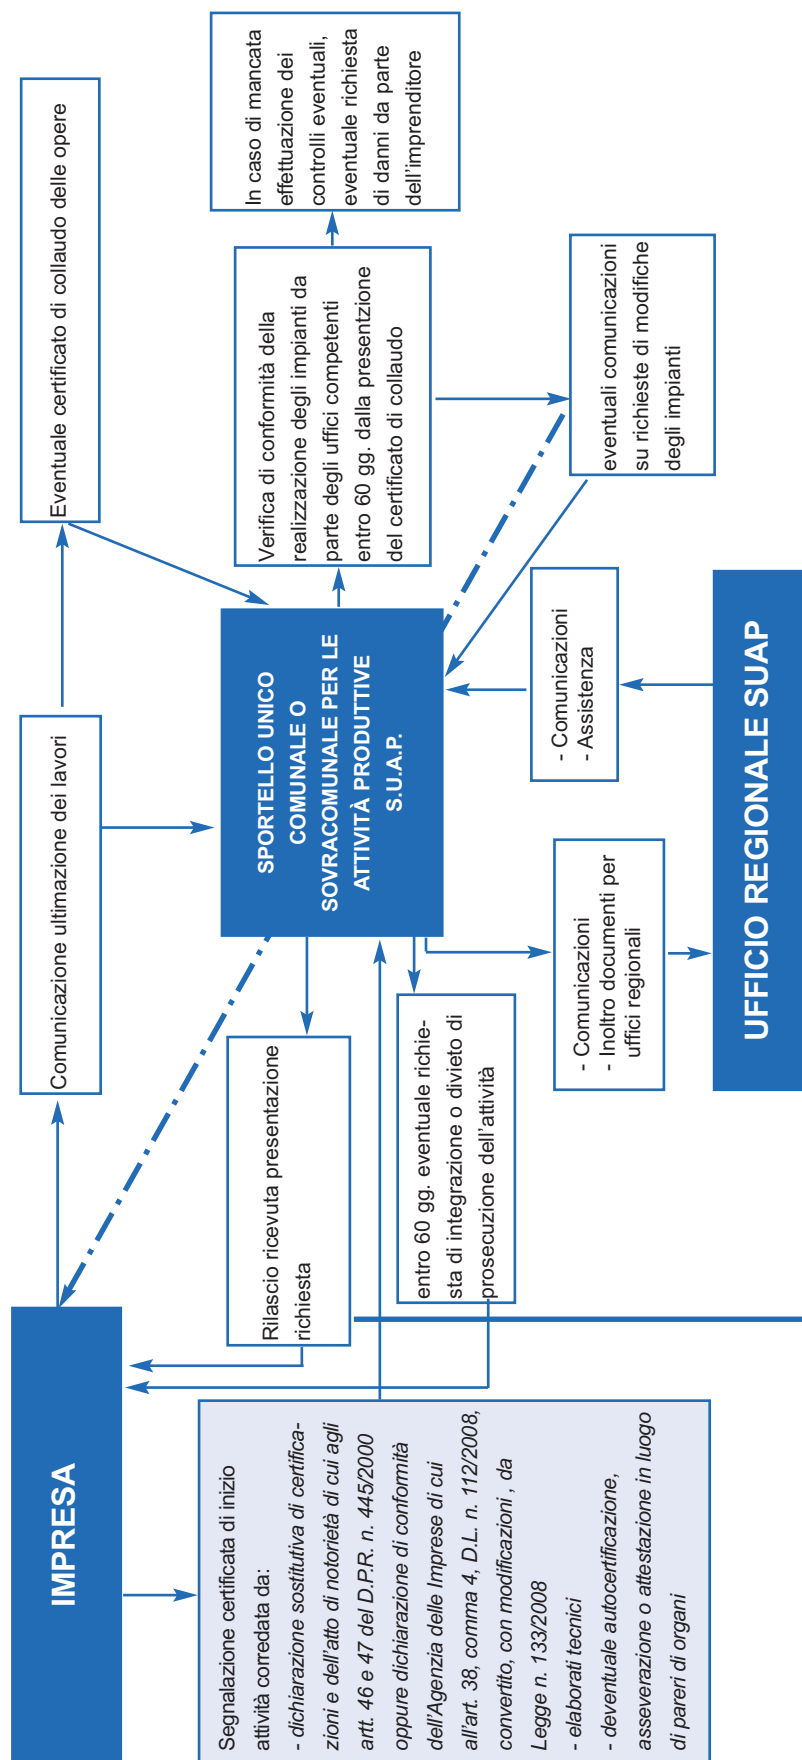 IMPRESA
Segnalazione certificata di inizio
attività corredata da:
- dichiarazione sostitutiva di certifica-
zioni e dell'atto di notorietà di cui agli
artt. 46 e 47 del D.P.R. n. 445/2000
oppure dichiarazione di conformità
dell'Agenzia delle Imprese di cui
all'art. 38, comma 4, D.L. n. 112/2008,
convertito, con modificazioni , da
Legge n. 133/2008
- elaborati tecnici
- deventuale autocertificazione,
asseverazione o attestazione in luogo
di pareri di organi
Comunicazione ultimazione dei lavori
Eventuale certificato di collaudo delle opere
Rilascio ricevuta presentazione
richiesta
entro 60 gg. eventuale richie-
sta di integrazione o divieto di
prosecuzione dell'attività
SPORTELLO UNICO
COMUNALE O
SOVRACOMUNALE PER LE
ATTIVITÀ PRODUTTIVE
S.U.A.P.
Verifica di conformità della
realizzazione degli impianti da
parte degli uffici competenti
entro 60 gg. dalla presentzione
del certificato di collaudo
In caso di mancata
effettuazione dei
controlli eventuali,
eventuale richiesta
di danni da parte
dell'imprenditore
eventuali comunicazioni
su richieste di modifiche
degli impianti
- Comunicazioni
- Inoltro documenti per
uffici regionali
- Comunicazioni
- Assistenza
UFFICIO REGIONALE SUAP